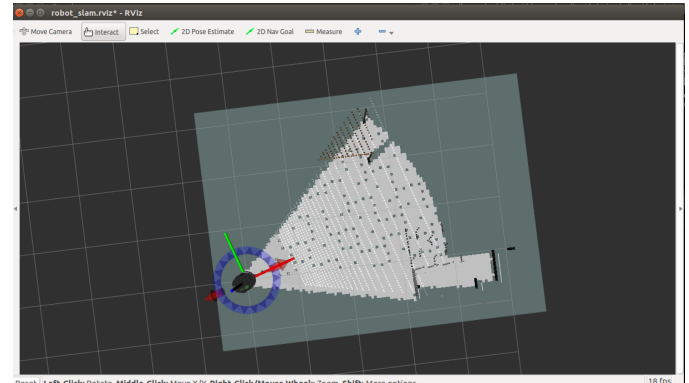 robot_slam.rviz* - RViz
Move Camera Interact Select 2D Pose Estimate 2D Nav Goal Measure
Reset Left-Click: Rotate. Middle-Click: Move X/Y. Right-Click/Mouse Wheel: Zoom. Shift: More options. 18 fps